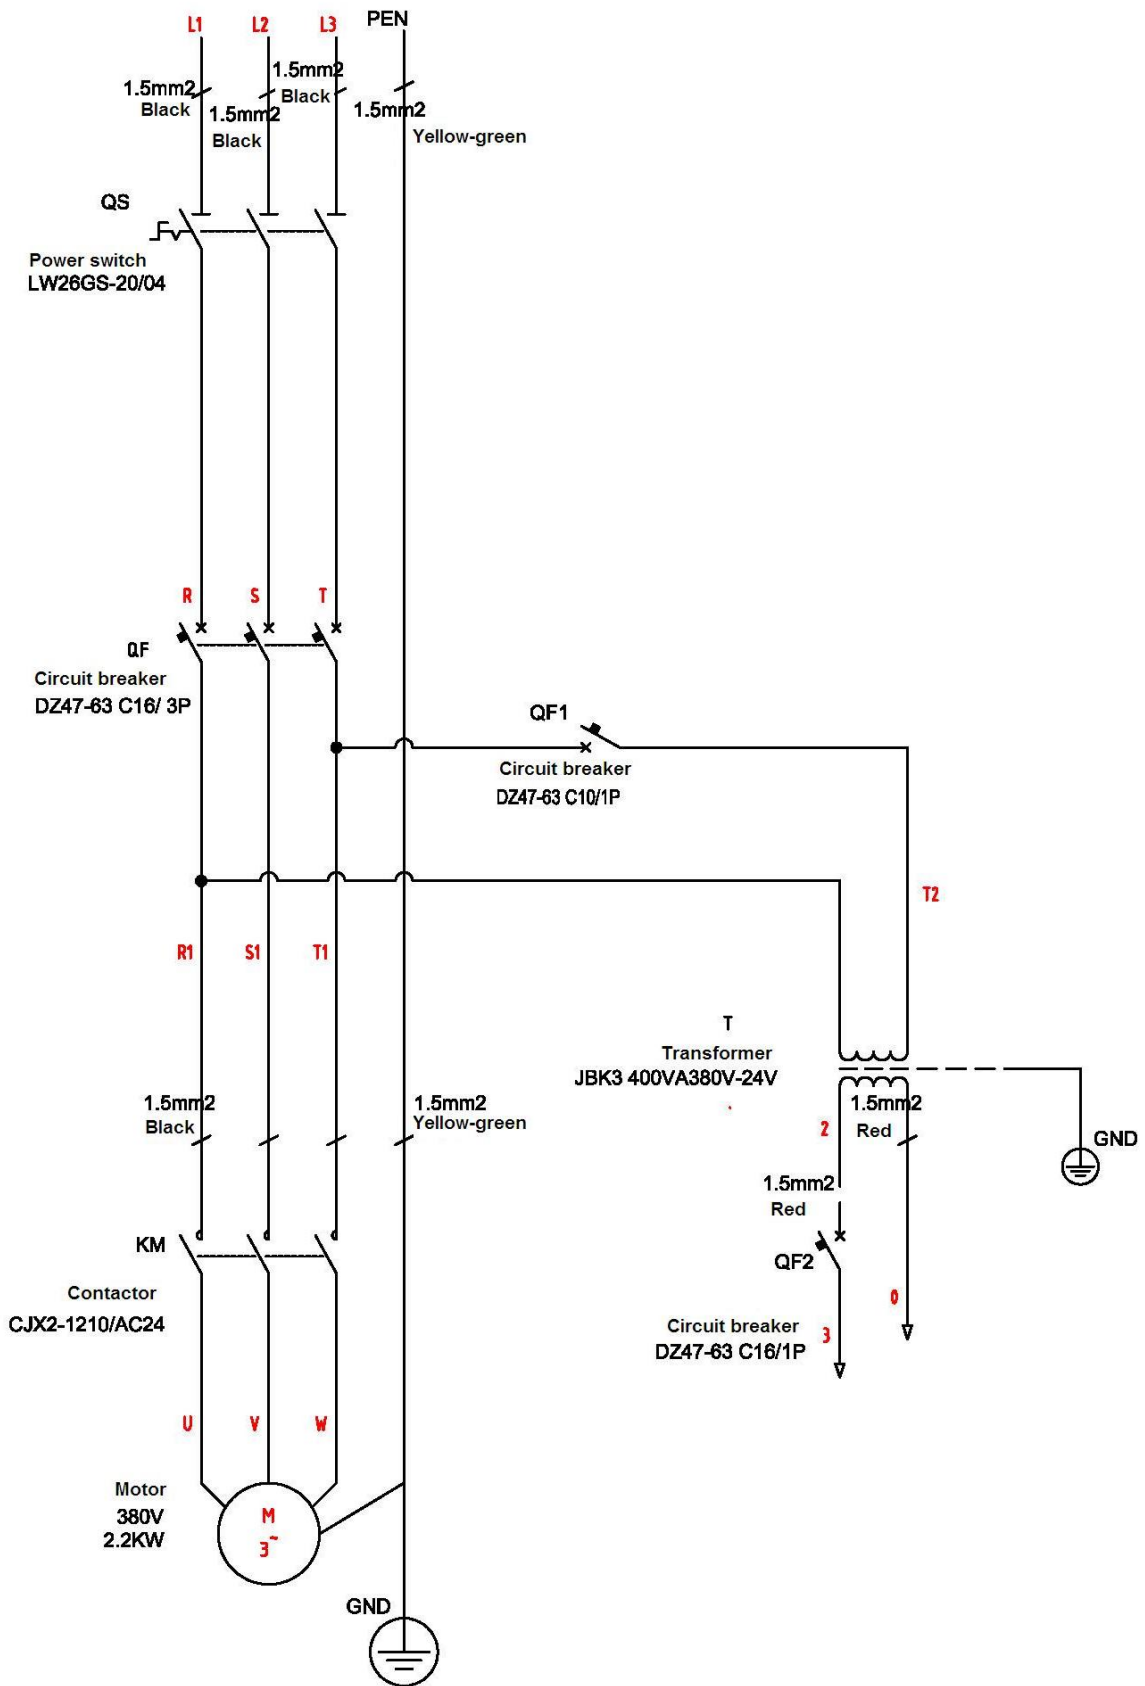 L1
L2
L3
PEN
1.5mm2
Black
1.5mm2
Black
1.5mm2
Black
1.5mm2
Yellow-green
QS
Power switch
LW26GS-20/04
R
S
T
QF
Circuit breaker
DZ47-63 C16/ 3P
QF1
Circuit breaker
DZ47-63 C10/1P
T2
R1
S1
T1
T
Transformer
JBK3 400VA380V-24V
1.5mm2
Black
1.5mm2
Yellow-green
2
1.5mm2
Red
GND
1.5mm2
Red
KM
QF2
Contactor
CJX2-1210/AC24
0
Circuit breaker
DZ47-63 C16/1P
3
U
V
W
Motor
380V
2.2KW
M
3~
GND